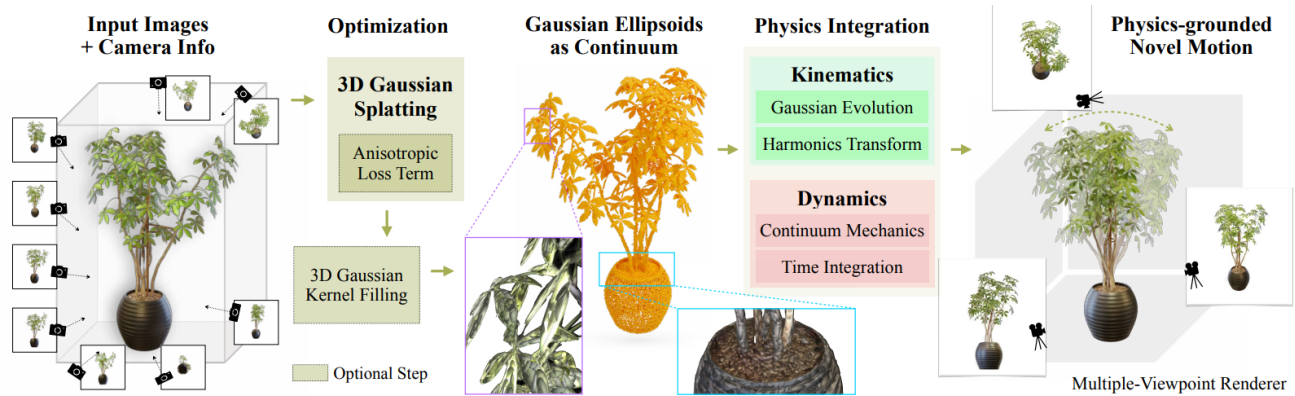 Input Images
+ Camera Info
Optimization
3D Gaussian
Splatting
Anisotropic
Loss Term
3D Gaussian
Kernel Filling
Optional Step
Gaussian Ellipsoids
as Continuum
Physics Integration
Kinematics
Gaussian Evolution
Harmonics Transform
Dynamics
Continuum Mechanics
Time Integration
Physics-grounded
Novel Motion
Multiple-Viewpoint Renderer